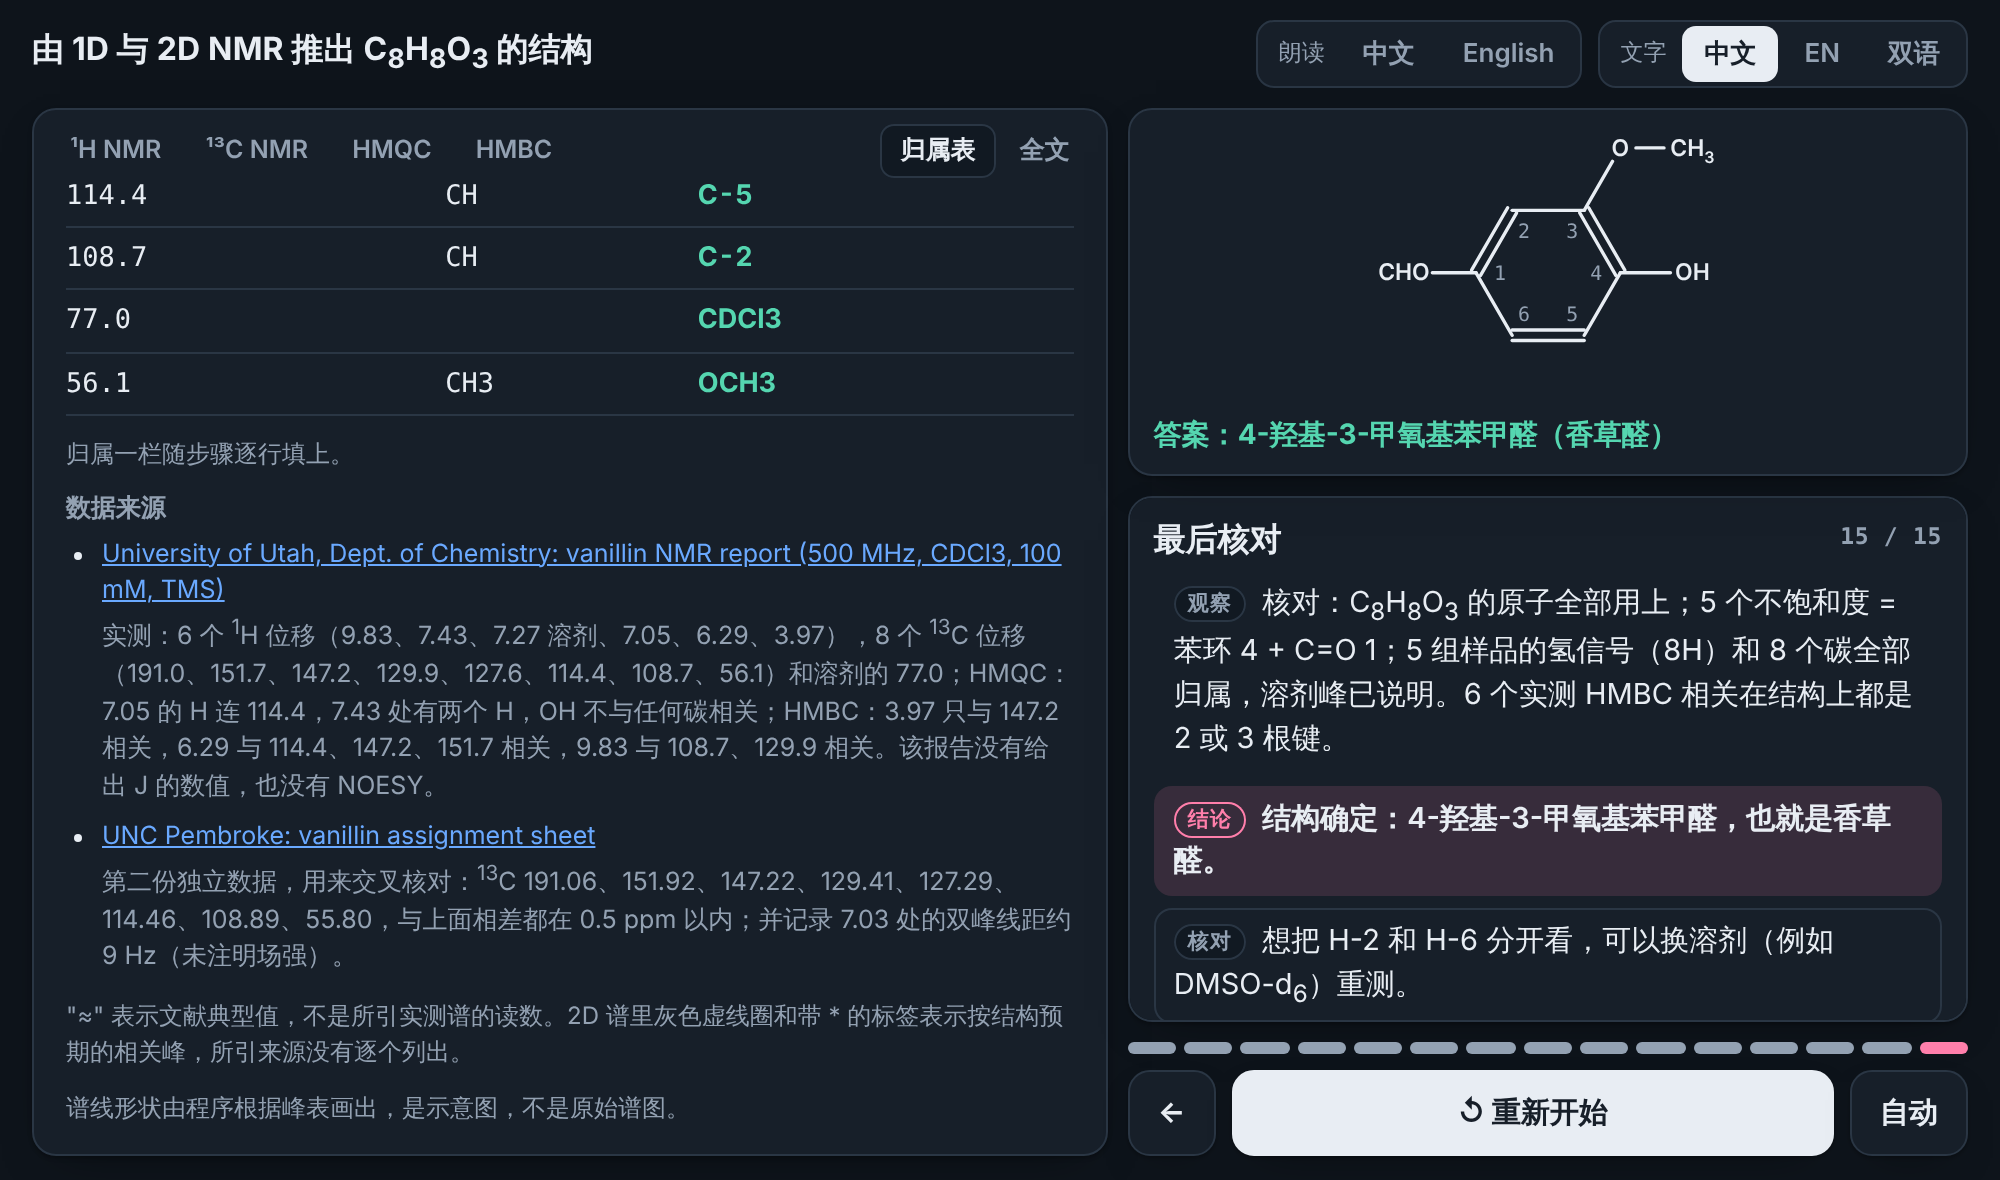 由 1D 与 2D NMR 推出 C₈H₈O₃ 的结构
朗读 中文 English
文字 中文 EN 双语
¹H NMR ¹³C NMR HMQC HMBC 归属表 全文
114.4 CH C-5
108.7 CH C-2
77.0 CDCl3
56.1 CH3 OCH3
归属一栏随步骤逐行填上。
数据来源
• University of Utah, Dept. of Chemistry: vanillin NMR report (500 MHz, CDCl3, 100
mM, TMS)
实测：6 个 ¹H 位移（9.83、7.43、7.27 溶剂、7.05、6.29、3.97），8 个 ¹³C 位移
（191.0、151.7、147.2、129.9、127.6、114.4、108.7、56.1）和溶剂的 77.0；HMQC：
7.05 的 H 连 114.4，7.43 处有两个 H，OH 不与任何碳相关；HMBC：3.97 只与 147.2
相关，6.29 与 114.4、147.2、151.7 相关，9.83 与 108.7、129.9 相关。该报告没有给
出 J 的数值，也没有 NOESY。
• UNC Pembroke: vanillin assignment sheet
第二份独立数据，用来交叉核对：¹³C 191.06、151.92、147.22、129.41、127.29、
114.46、108.89、55.80，与上面相差都在 0.5 ppm 以内；并记录 7.03 处的双峰线距约
9 Hz（未注明场强）。
"≈" 表示文献典型值，不是所引实测谱的读数。2D 谱里灰色虚线圈和带 * 的标签表示按结构预
期的相关峰，所引来源没有逐个列出。
谱线形状由程序根据峰表画出，是示意图，不是原始谱图。
O CH₃
2 3
CHO 1 4 OH
6 5
答案：4-羟基-3-甲氧基苯甲醛（香草醛）
最后核对 15 / 15
观察 核对：C₈H₈O₃ 的原子全部用上；5 个不饱和度 =
苯环 4 + C=O 1；5 组样品的氢信号（8H）和 8 个碳全部
归属，溶剂峰已说明。6 个实测 HMBC 相关在结构上都是
2 或 3 根键。
结论 结构确定：4-羟基-3-甲氧基苯甲醛，也就是香草
醛。
核对 想把 H-2 和 H-6 分开看，可以换溶剂（例如
DMSO-d₆）重测。
← ↺ 重新开始 自动